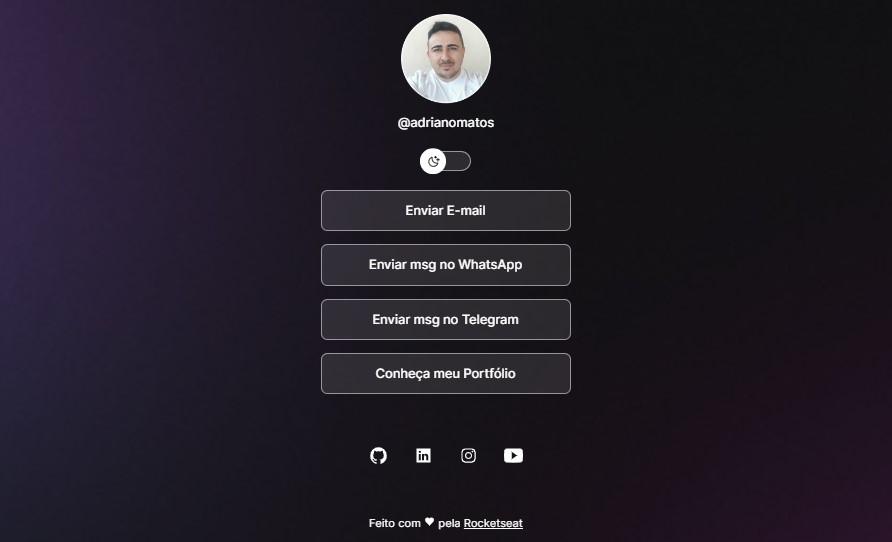 @adrianomatos
Enviar E-mail
Enviar msg no WhatsApp
Enviar msg no Telegram
Conheça meu Portfólio
Feito com ♥ pela Rocketseat